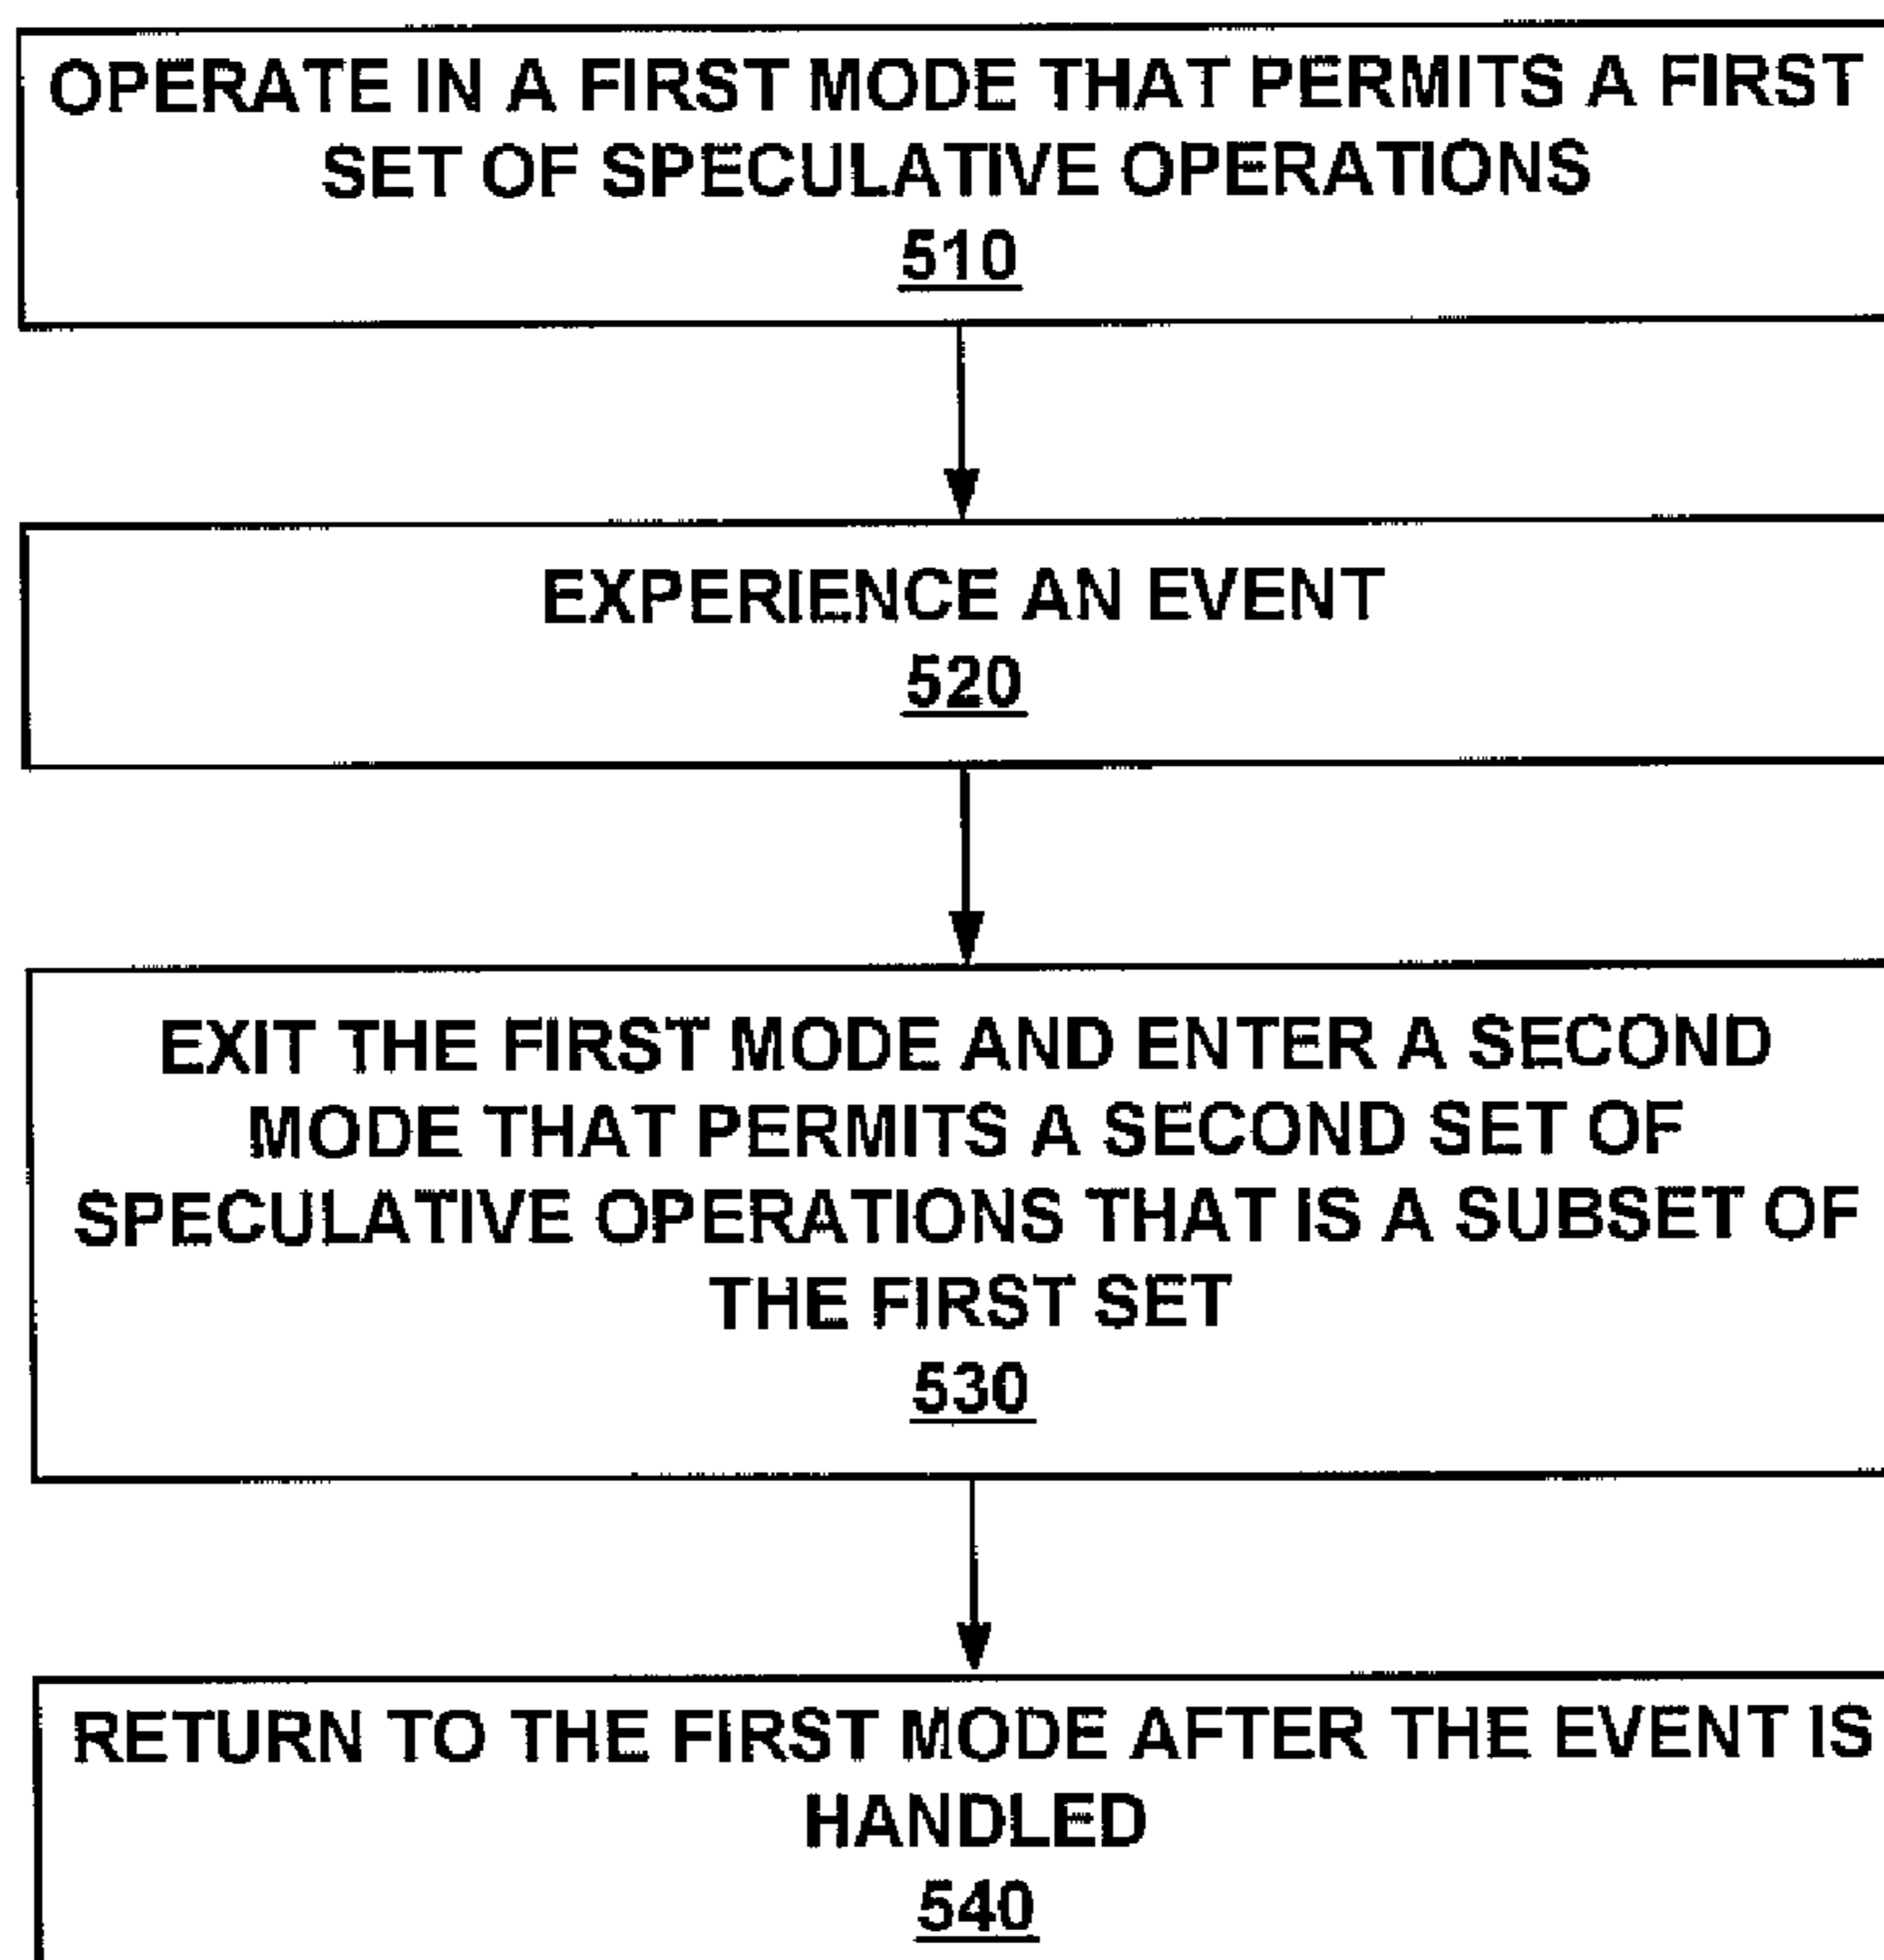 OPERATE IN A FIRST MODE THAT PERMITS A FIRST
SET OF SPECULATIVE OPERATIONS
510
EXPERIENCE AN EVENT
520
EXIT THE FIRST MODE AND ENTER A SECOND
MODE THAT PERMITS A SECOND SET OF
SPECULATIVE OPERATIONS THAT IS A SUBSET OF
THE FIRST SET
530
RETURN TO THE FIRST MODE AFTER THE EVENT IS
HANDLED
540